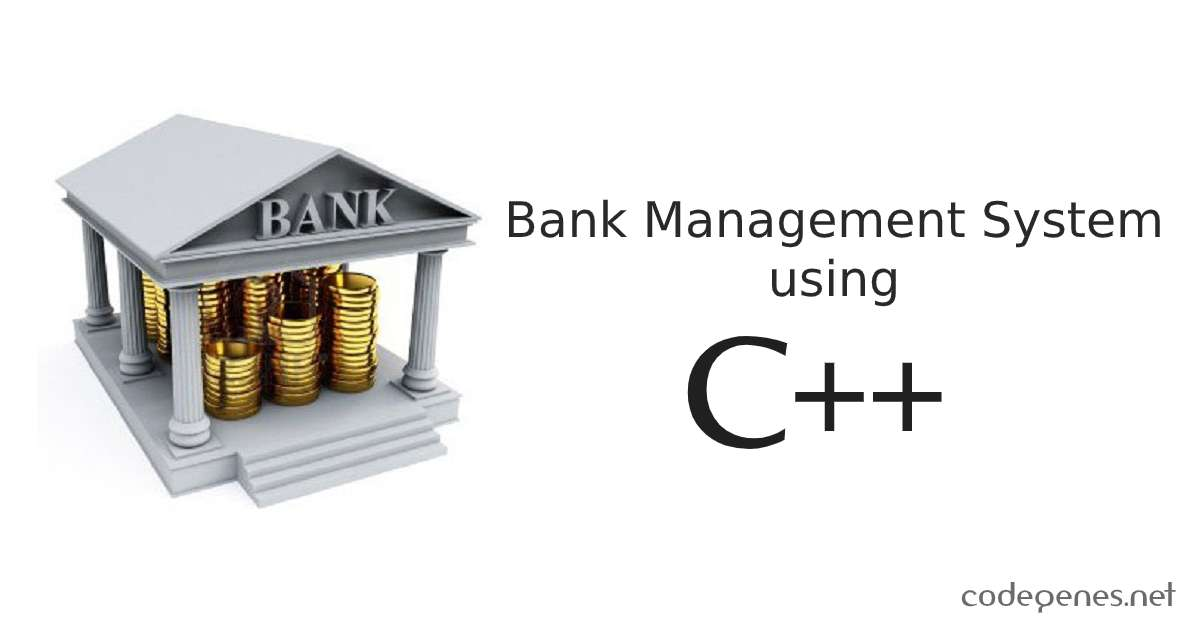 BANK
Bank Management System
using
C++
codegenes.net